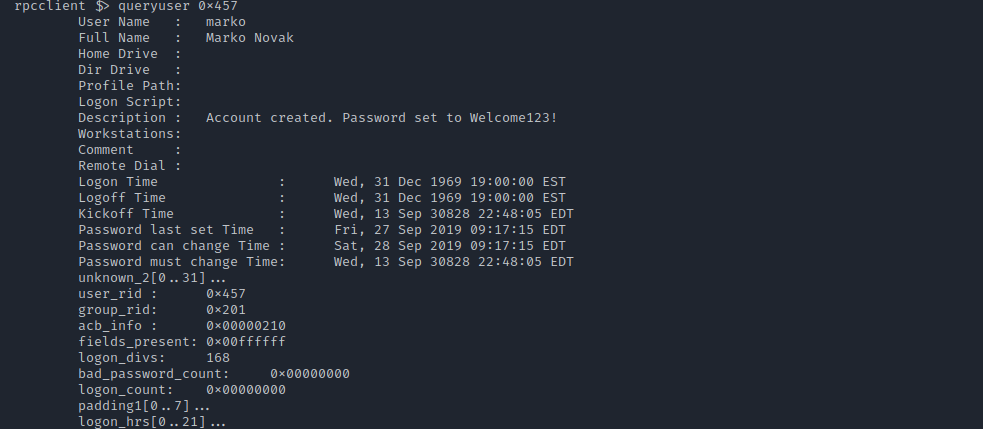 rpcclient $> queryuser 0×457
User Name   :   marko
Full Name   :   Marko Novak
Home Drive  :
Dir Drive   :
Profile Path:
Logon Script:
Description :   Account created. Password set to Welcome123!
Workstations:
Comment     :
Remote Dial :
Logon Time               :      Wed, 31 Dec 1969 19:00:00 EST
Logoff Time              :      Wed, 31 Dec 1969 19:00:00 EST
Kickoff Time             :      Wed, 13 Sep 30828 22:48:05 EDT
Password last set Time   :      Fri, 27 Sep 2019 09:17:15 EDT
Password can change Time :      Sat, 28 Sep 2019 09:17:15 EDT
Password must change Time:      Wed, 13 Sep 30828 22:48:05 EDT
unknown_2[0..31]...
user_rid :      0×457
group_rid:      0×201
acb_info :      0×00000210
fields_present: 0×00ffffff
logon_divs:     168
bad_password_count:     0×00000000
logon_count:    0×00000000
padding1[0..7]...
logon_hrs[0..21]...